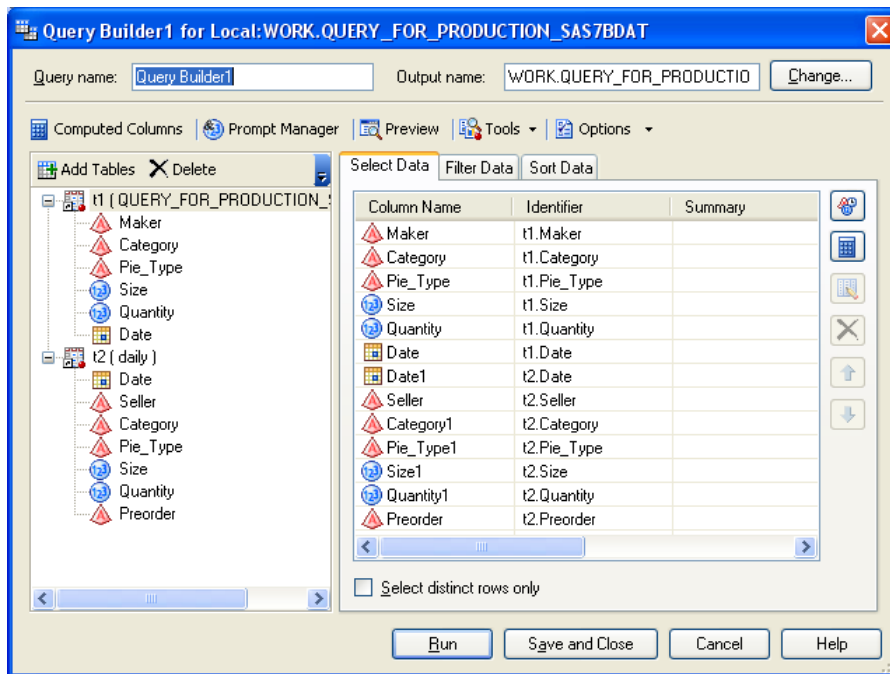 Query Builder1 for Local:WORK.QUERY_FOR_PRODUCTION_SAS7BDAT
Query name: Query Builder1 Output name: WORK.QUERY_FOR_PRODUCTIO Change...
Computed Columns Prompt Manager Preview Tools Options
Add Tables Delete
t1 ( QUERY_FOR_PRODUCTION_S
Maker
Category
Pie_Type
Size
Quantity
Date
t2 ( daily )
Date
Seller
Category
Pie_Type
Size
Quantity
Preorder
Select Data Filter Data Sort Data
Column Name Identifier Summary
Maker t1.Maker
Category t1.Category
Pie_Type t1.Pie_Type
Size t1.Size
Quantity t1.Quantity
Date t1.Date
Date1 t2.Date
Seller t2.Seller
Category1 t2.Category
Pie_Type1 t2.Pie_Type
Size1 t2.Size
Quantity1 t2.Quantity
Preorder t2.Preorder
Select distinct rows only
Run Save and Close Cancel Help